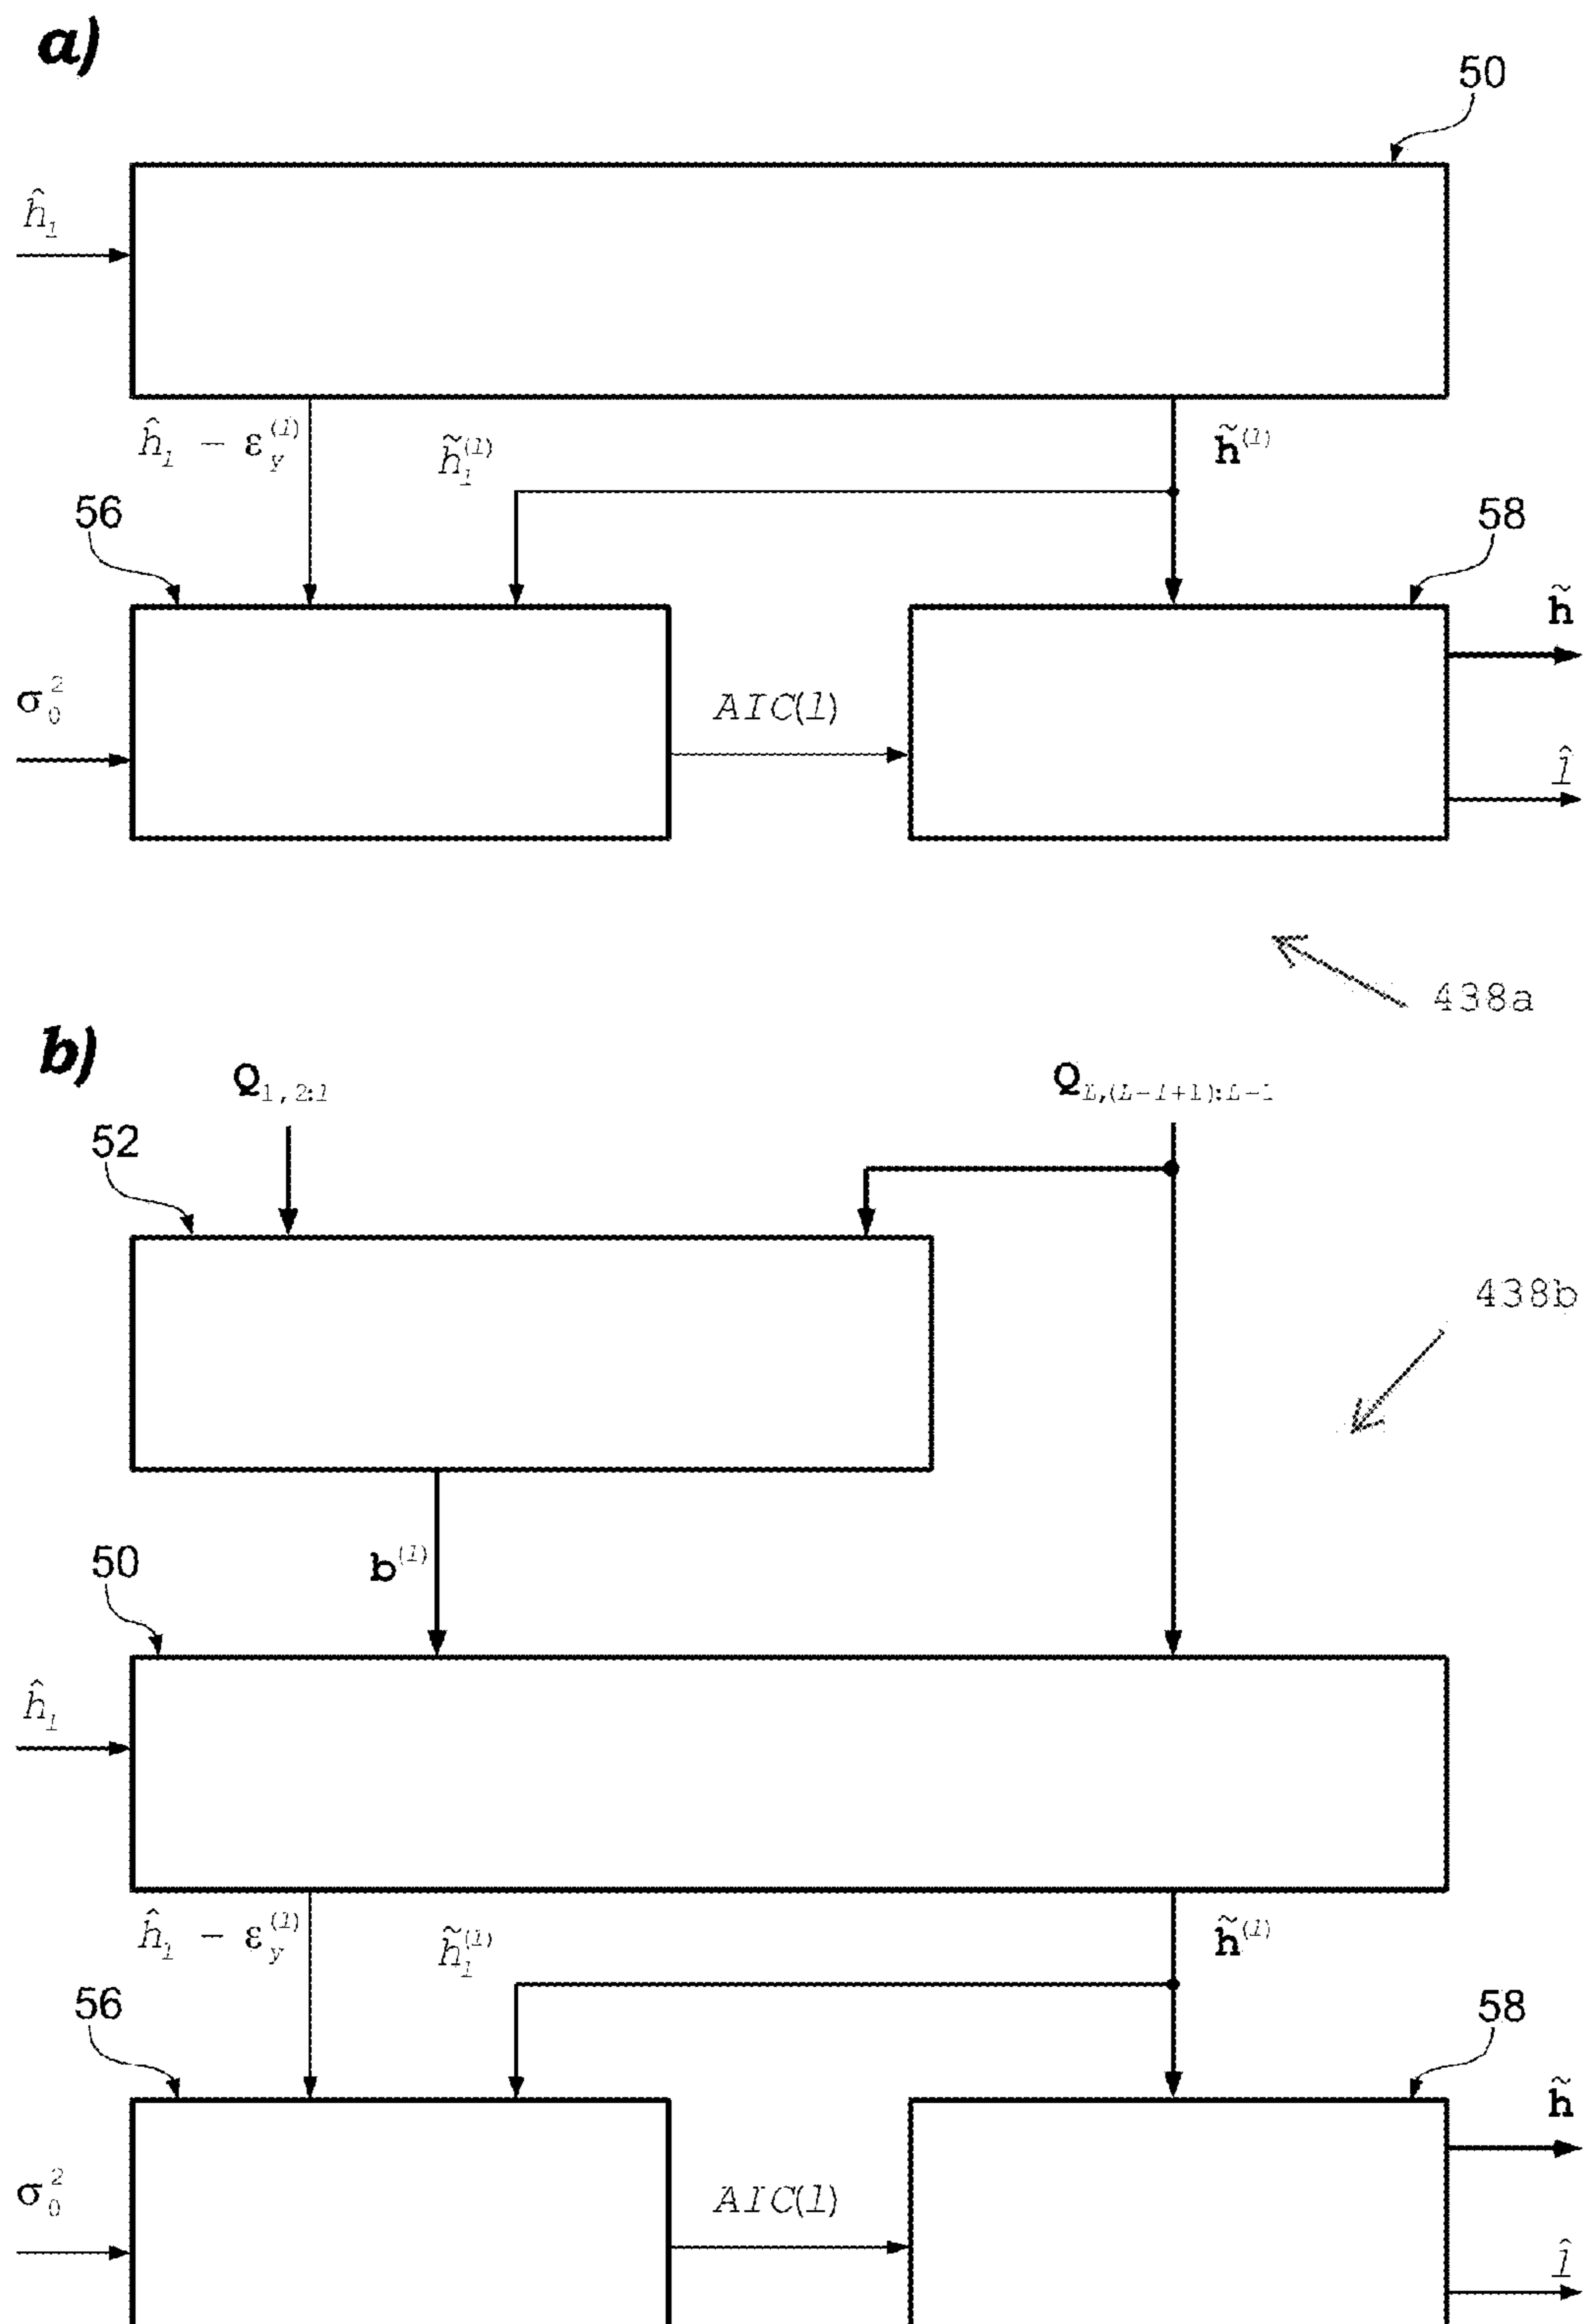 a)
50
ĥ_l
ĥ_l − ε_y^(l)
h̃_l^(l)
h̃^(l)
56
58
h̃
σ_0^2
AIC(l)
l̂
438a
b)
Q_1,2:l
Q_L,(L−l+1):L−1
52
438b
50
b^(l)
ĥ_l
ĥ_l − ε_y^(l)
h̃_l^(l)
h̃^(l)
56
58
h̃
σ_0^2
AIC(l)
l̂